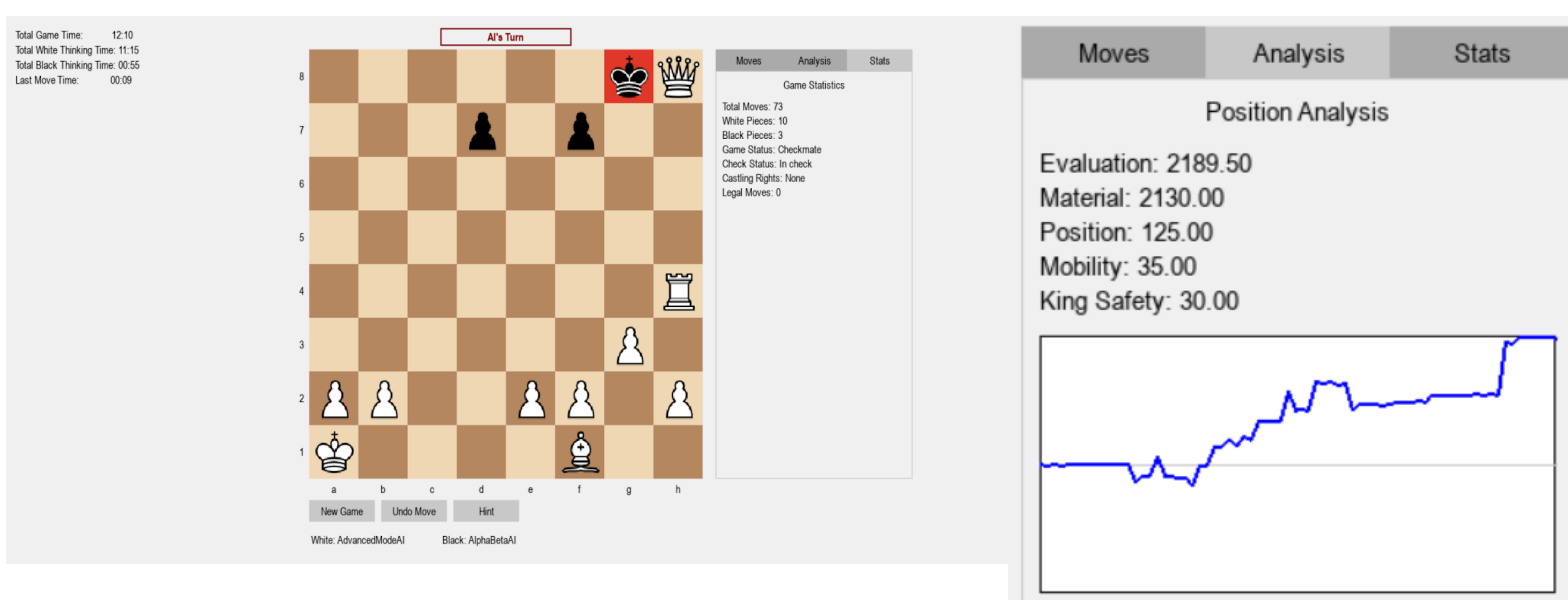 Total Game Time: 12:10
Total White Thinking Time: 11:15
Total Black Thinking Time: 00:55
Last Move Time: 00:09
AI's Turn
8
7
6
5
4
3
2
1
a b c d e f g h
New Game Undo Move Hint
White: AdvancedModeAI Black: AlphaBetaAI
Moves Analysis Stats
Game Statistics
Total Moves: 73
White Pieces: 10
Black Pieces: 3
Game Status: Checkmate
Check Status: In check
Castling Rights: None
Legal Moves: 0
Moves Analysis Stats
Position Analysis
Evaluation: 2189.50
Material: 2130.00
Position: 125.00
Mobility: 35.00
King Safety: 30.00